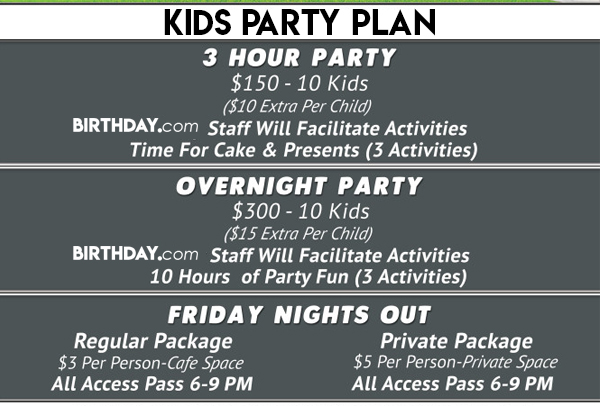 KIDS PARTY PLAN
3 HOUR PARTY
$150 - 10 Kids
($10 Extra Per Child)
BIRTHDAY.com Staff Will Facilitate Activities
Time For Cake & Presents (3 Activities)
OVERNIGHT PARTY
$300 - 10 Kids
($15 Extra Per Child)
BIRTHDAY.com Staff Will Facilitate Activities
10 Hours of Party Fun (3 Activities)
FRIDAY NIGHTS OUT
Regular Package
$3 Per Person-Cafe Space
All Access Pass 6-9 PM
Private Package
$5 Per Person-Private Space
All Access Pass 6-9 PM